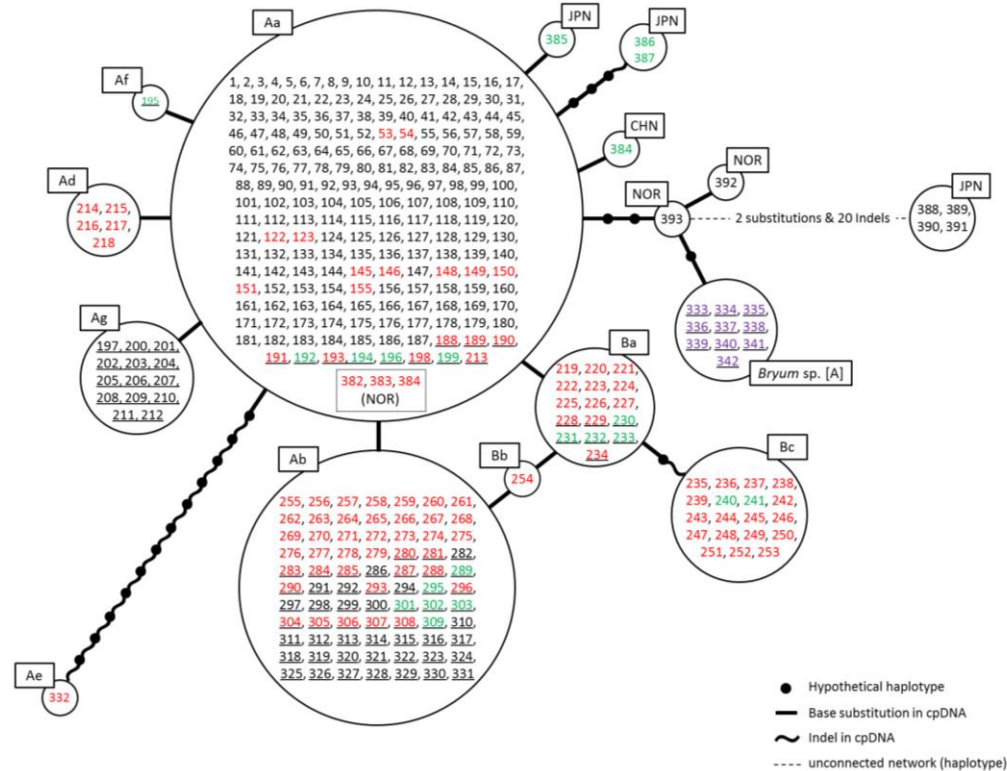 Aa
1, 2, 3, 4, 5, 6, 7, 8, 9, 10, 11, 12, 13, 14, 15, 16, 17,
18, 19, 20, 21, 22, 23, 24, 25, 26, 27, 28, 29, 30, 31,
32, 33, 34, 35, 36, 37, 38, 39, 40, 41, 42, 43, 44, 45,
46, 47, 48, 49, 50, 51, 52, 53, 54, 55, 56, 57, 58, 59,
60, 61, 62, 63, 64, 65, 66, 67, 68, 69, 70, 71, 72, 73,
74, 75, 76, 77, 78, 79, 80, 81, 82, 83, 84, 85, 86, 87,
88, 89, 90, 91, 92, 93, 94, 95, 96, 97, 98, 99, 100,
101, 102, 103, 104, 105, 106, 107, 108, 109, 110,
111, 112, 113, 114, 115, 116, 117, 118, 119, 120,
121, 122, 123, 124, 125, 126, 127, 128, 129, 130,
131, 132, 133, 134, 135, 136, 137, 138, 139, 140,
141, 142, 143, 144, 145, 146, 147, 148, 149, 150,
151, 152, 153, 154, 155, 156, 157, 158, 159, 160,
161, 162, 163, 164, 165, 166, 167, 168, 169, 170,
171, 172, 173, 174, 175, 176, 177, 178, 179, 180,
181, 182, 183, 184, 185, 186, 187, 188, 189, 190,
191, 192, 193, 194, 196, 198, 199, 213
382, 383, 384
(NOR)
JPN
385
JPN
386
387
CHN
384
NOR
392
NOR
393
2 substitutions & 20 Indels
JPN
388, 389,
390, 391
333, 334, 335,
336, 337, 338,
339, 340, 341,
342
Bryum sp. [A]
Af
195
Ad
214, 215,
216, 217,
218
Ag
197, 200, 201,
202, 203, 204,
205, 206, 207,
208, 209, 210,
211, 212
Ba
219, 220, 221,
222, 223, 224,
225, 226, 227,
228, 229, 230,
231, 232, 233,
234
Bb
254
Bc
235, 236, 237, 238,
239, 240, 241, 242,
243, 244, 245, 246,
247, 248, 249, 250,
251, 252, 253
Ab
255, 256, 257, 258, 259, 260, 261,
262, 263, 264, 265, 266, 267, 268,
269, 270, 271, 272, 273, 274, 275,
276, 277, 278, 279, 280, 281, 282,
283, 284, 285, 286, 287, 288, 289,
290, 291, 292, 293, 294, 295, 296,
297, 298, 299, 300, 301, 302, 303,
304, 305, 306, 307, 308, 309, 310,
311, 312, 313, 314, 315, 316, 317,
318, 319, 320, 321, 322, 323, 324,
325, 326, 327, 328, 329, 330, 331
Ae
332
Hypothetical haplotype
Base substitution in cpDNA
Indel in cpDNA
unconnected network (haplotype)